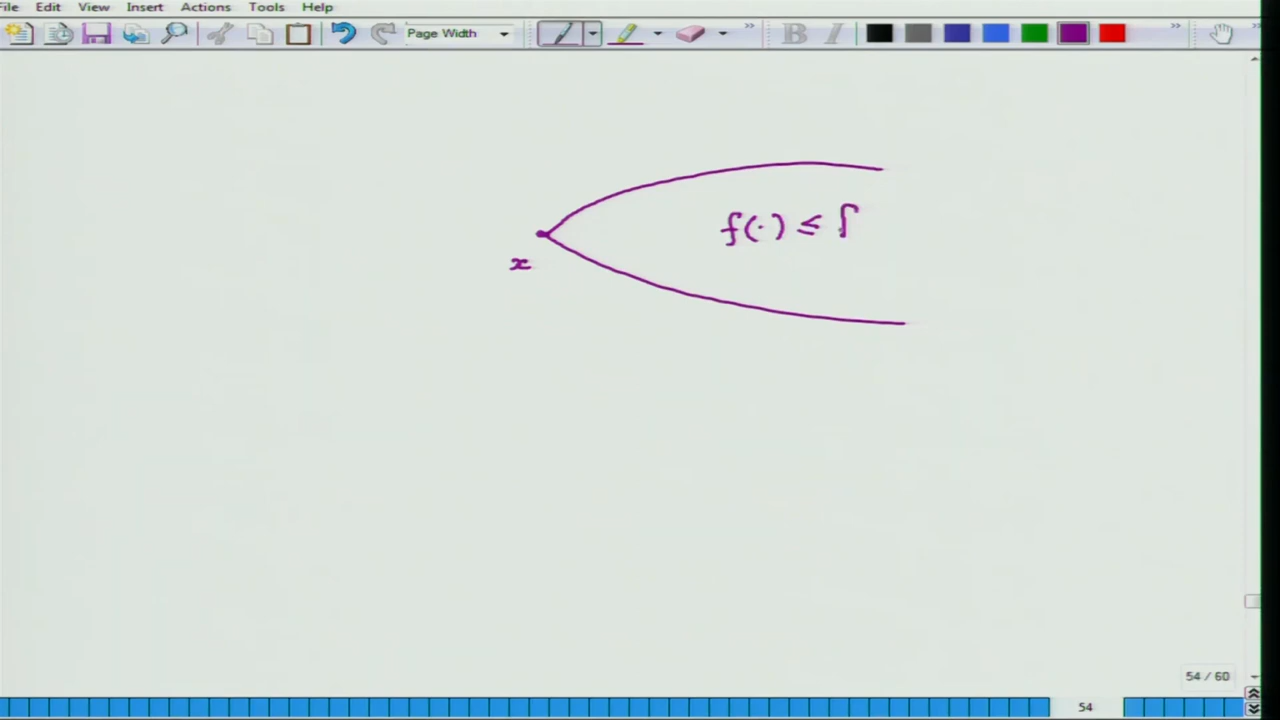 File Edit View Insert Actions Tools Help
Page Width
B I
f(·) ≤
x
54 / 60
54